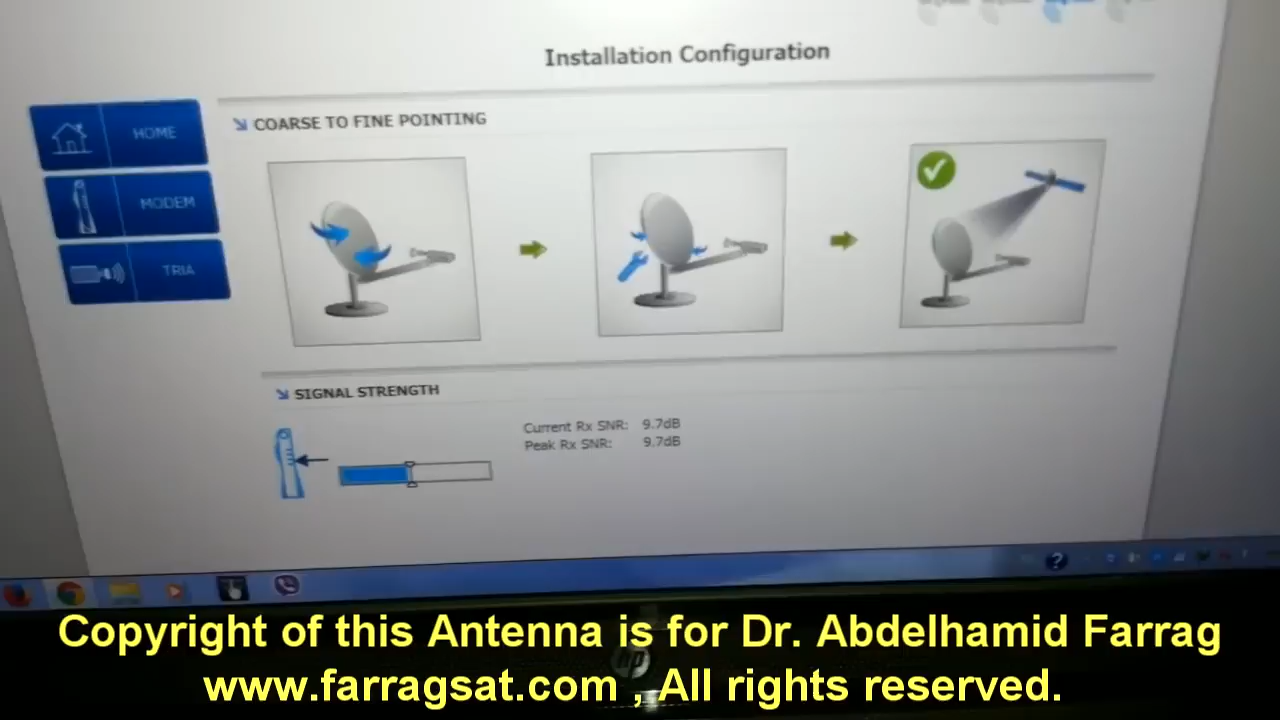 Installation Configuration
HOME
MODEM
TRIA
COARSE TO FINE POINTING
SIGNAL STRENGTH
Current Rx SNR: 9.7dB
Peak Rx SNR: 9.7dB
?
hp
Copyright of this Antenna is for Dr. Abdelhamid Farrag
www.farragsat.com , All rights reserved.